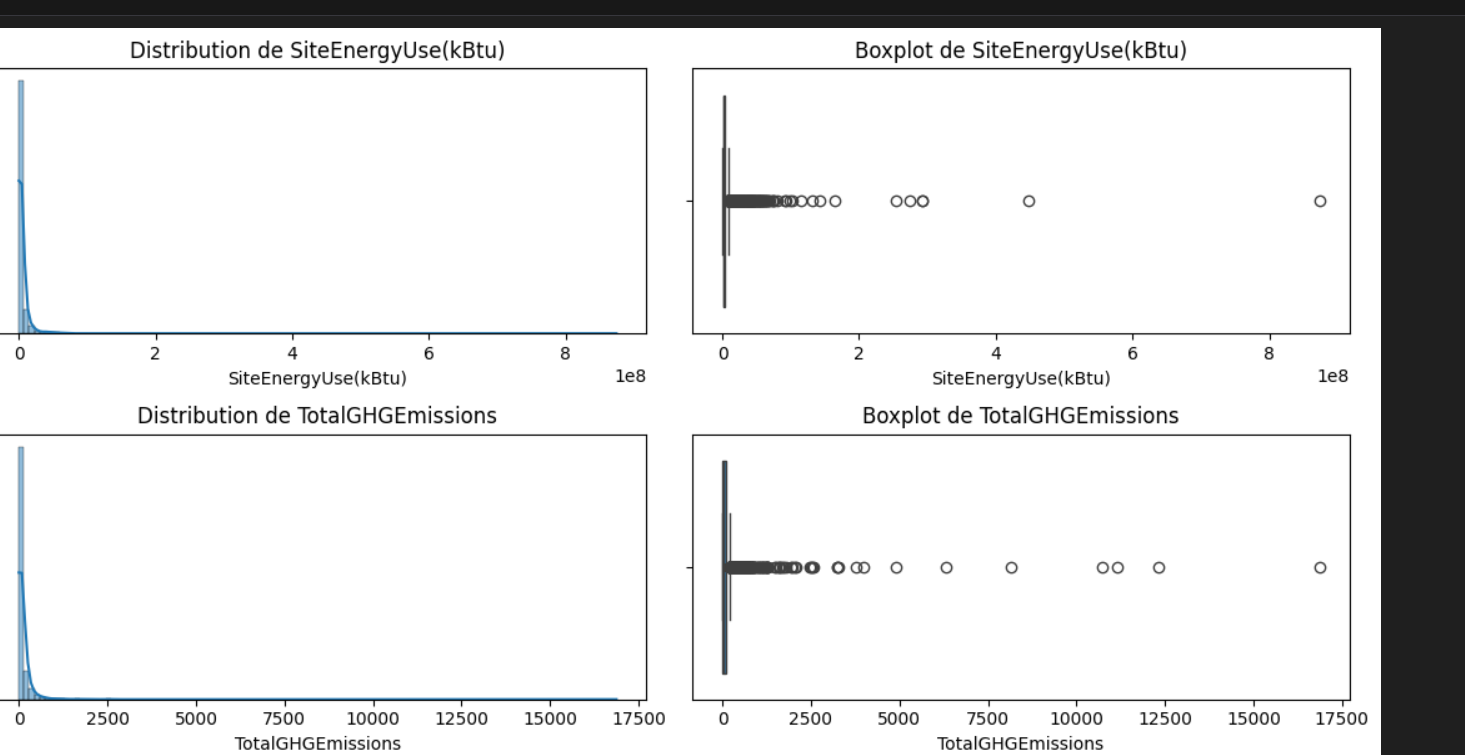 Distribution de SiteEnergyUse(kBtu)
Boxplot de SiteEnergyUse(kBtu)
0 2 4 6 8
1e8
SiteEnergyUse(kBtu)
0 2 4 6 8
1e8
SiteEnergyUse(kBtu)
Distribution de TotalGHGEmissions
Boxplot de TotalGHGEmissions
0 2500 5000 7500 10000 12500 15000 17500
TotalGHGEmissions
0 2500 5000 7500 10000 12500 15000 17500
TotalGHGEmissions